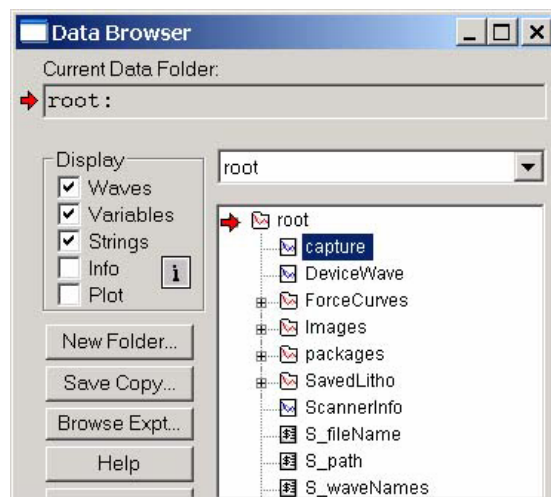 Data Browser
Current Data Folder:
root:
Display
Waves
Variables
Strings
Info
i
Plot
New Folder...
Save Copy...
Browse Expt...
Help
root
root
capture
DeviceWave
ForceCurves
Images
packages
SavedLitho
ScannerInfo
S_fileName
S_path
S_waveNames